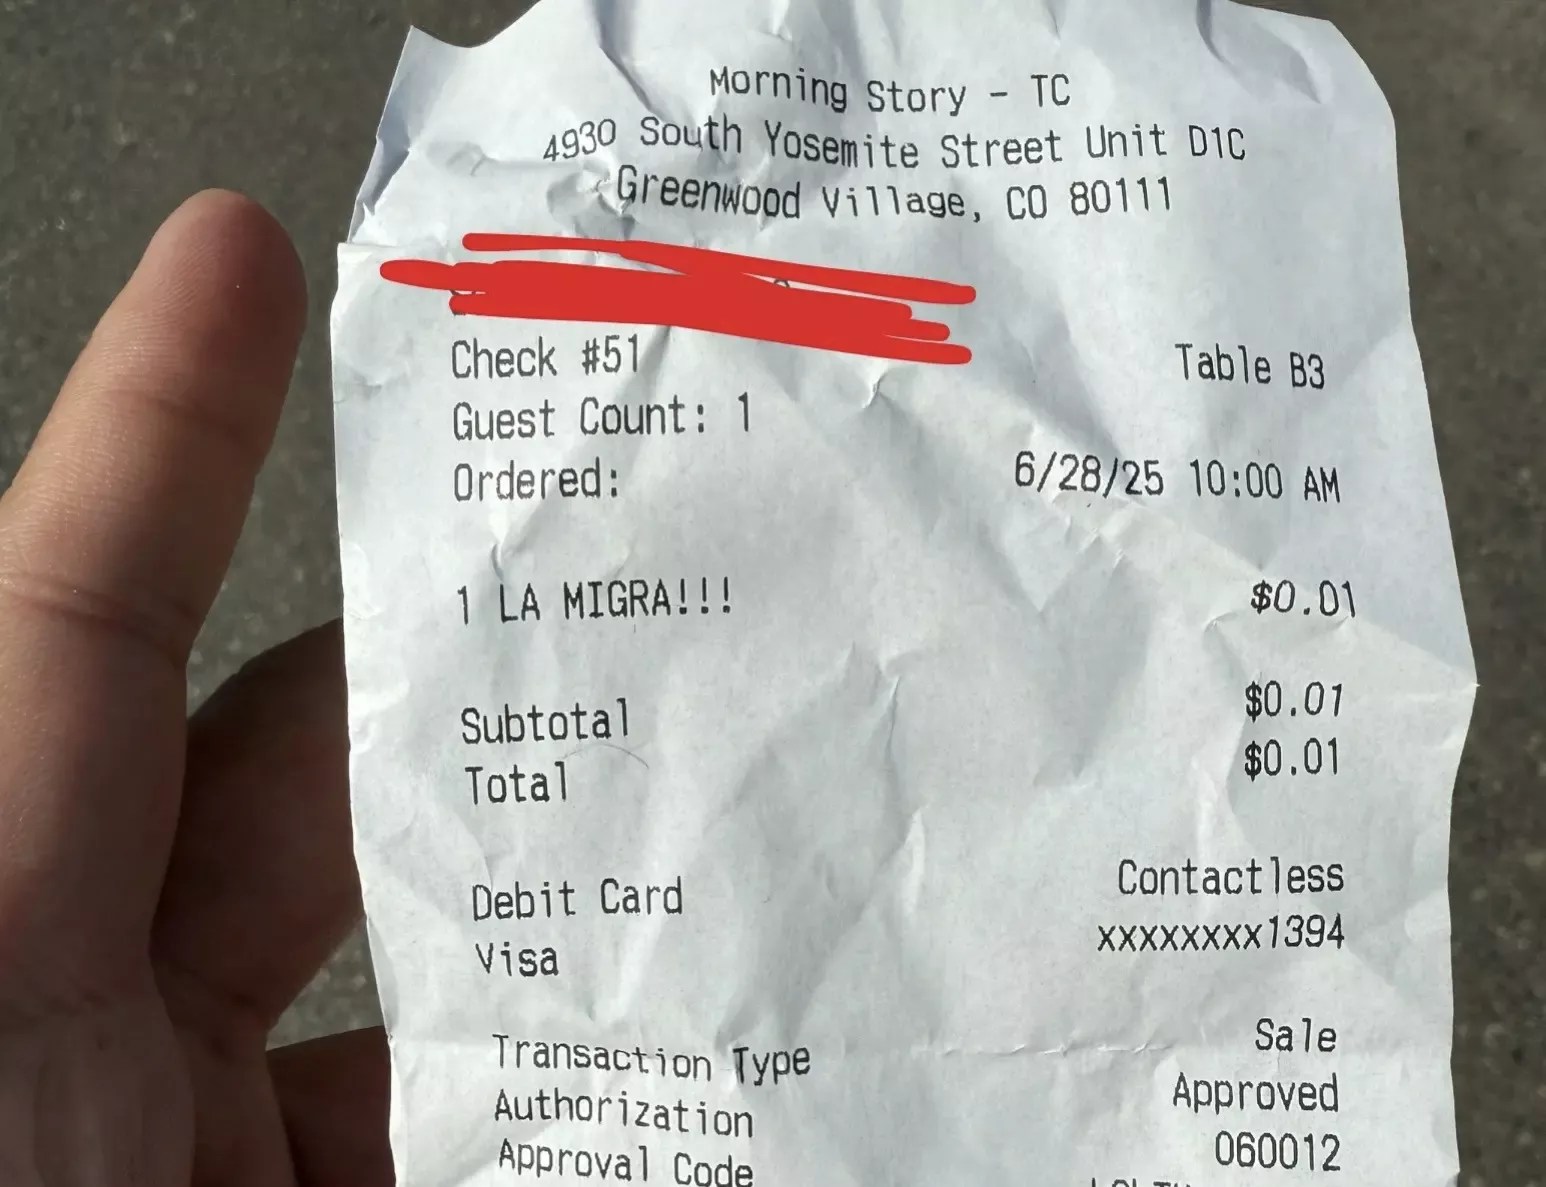 Morning Story - TC
4930 South Yosemite Street Unit D1C
Greenwood Village, CO 80111
Check #51 Table B3
Guest Count: 1
Ordered: 6/28/25 10:00 AM
1 LA MIGRA!!! $0.01
Subtotal $0.01
Total $0.01
Debit Card Contactless
Visa xxxxxxxx1394
Transaction Type Sale
Authorization Approved
Approval Code 060012